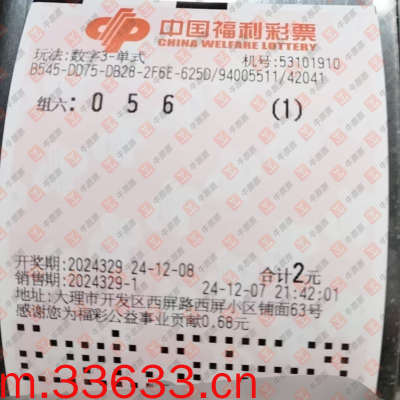 中国福利彩票
CHINA WELFARE LOTTERY
玩法:数字3-单式 机号:53101910
B545-DD75-DB28-2F6E-625D/94005511/42041
组六:0 5 6 (1)
开奖期:2024329 24-12-08 合计2元
销售期:2024329-1 24-12-07 21:42:01
地址:大理市开发区西屏路西屏小区铺面63号
感谢您为福彩公益事业贡献0.68元
m.33633.com.cn